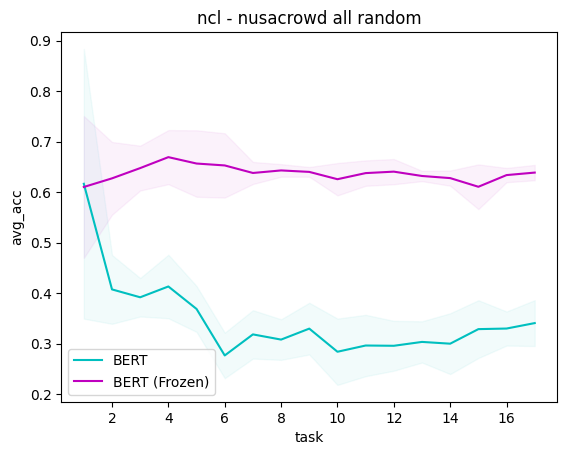 ncl - nusacrowd all random
avg_acc
0.9
0.8
0.7
0.6
0.5
0.4
0.3
0.2
BERT
BERT (Frozen)
2 4 6 8 10 12 14 16
task